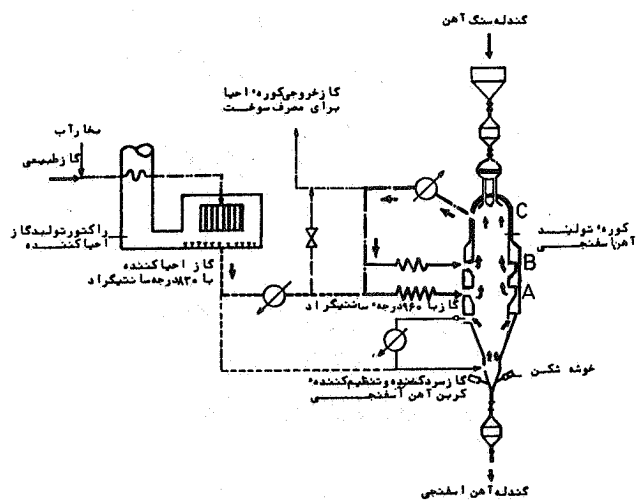 گندله سنگ آهن
گاز خروجی کوره احیا
برای مصرف سوخت
بخار آب
گاز طبیعی
راکتور تولید گاز
احیا کننده
گاز احیا کننده
با ۸۳۰ درجه سانتیگراد
گاز با ۹۶۰ درجه سانتیگراد
C
کوره تولید
آهن اسفنجی
B
A
گاز سرد کننده و تنظیم کننده
کربن آهن اسفنجی
خوشه شکن
گندله آهن اسفنجی